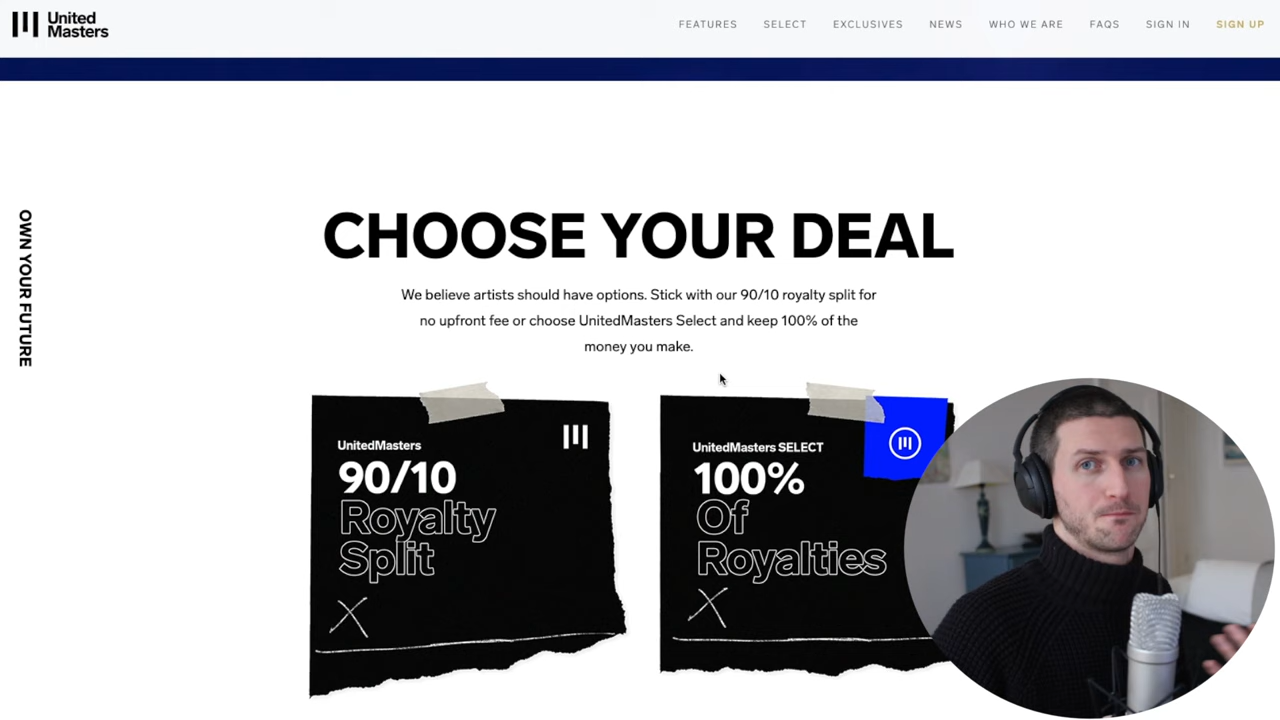 United
Masters
FEATURES SELECT EXCLUSIVES NEWS WHO WE ARE FAQS SIGN IN SIGN UP
OWN YOUR FUTURE
CHOOSE YOUR DEAL
We believe artists should have options. Stick with our 90/10 royalty split for
no upfront fee or choose UnitedMasters Select and keep 100% of the
money you make.
UnitedMasters
90/10
Royalty
Split
X
UnitedMasters SELECT
100%
Of
Royalties
X